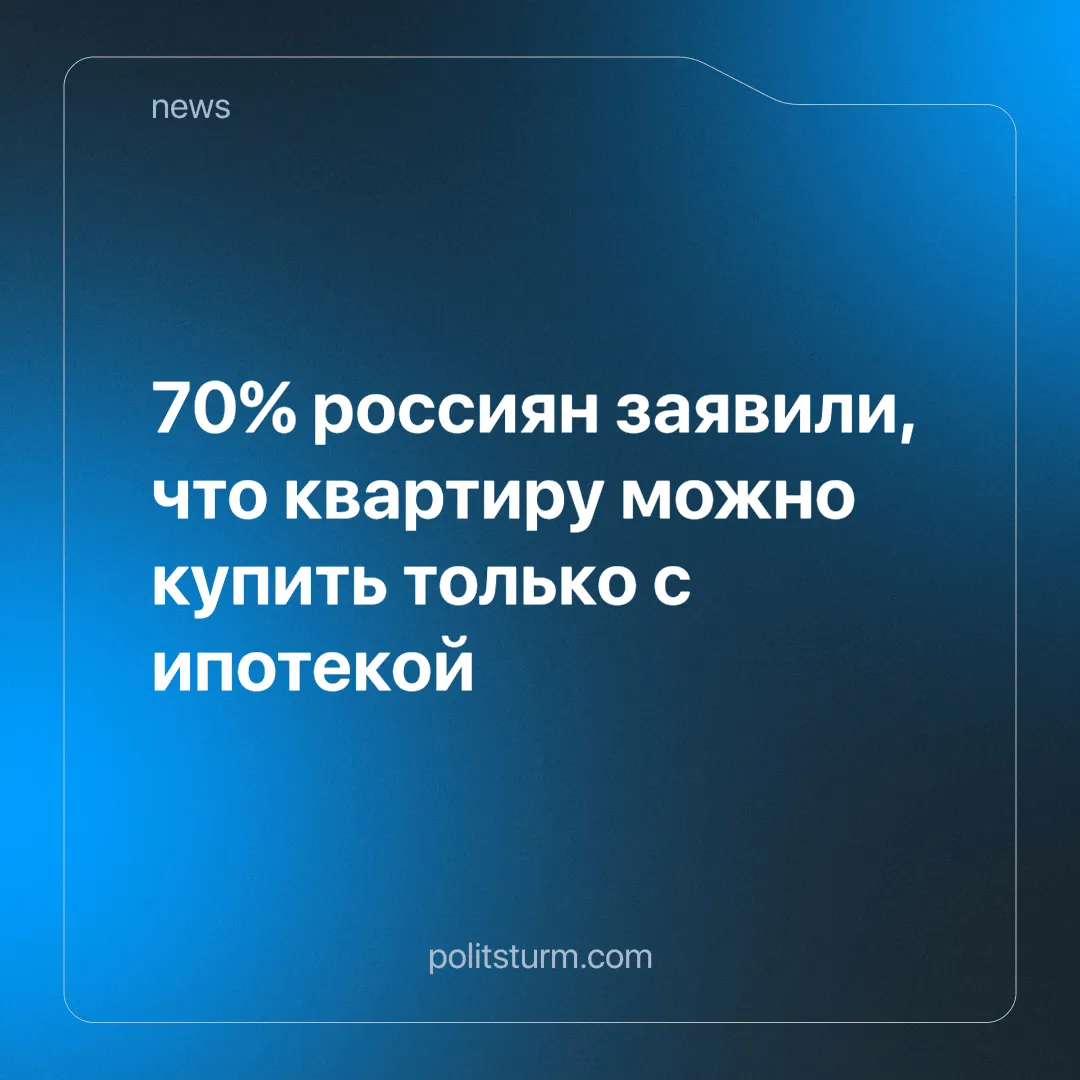 news
70% россиян заявили,
что квартиру можно
купить только с
ипотекой
politsturm.com